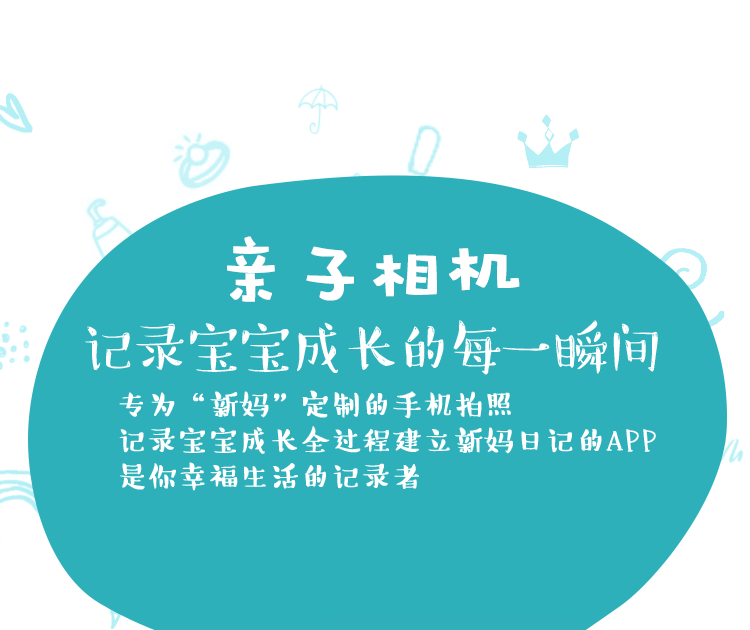 亲子相机
记录宝宝成长的每一瞬间
专为“新妈”定制的手机拍照
记录宝宝成长全过程建立新妈日记的APP
是你幸福生活的记录者